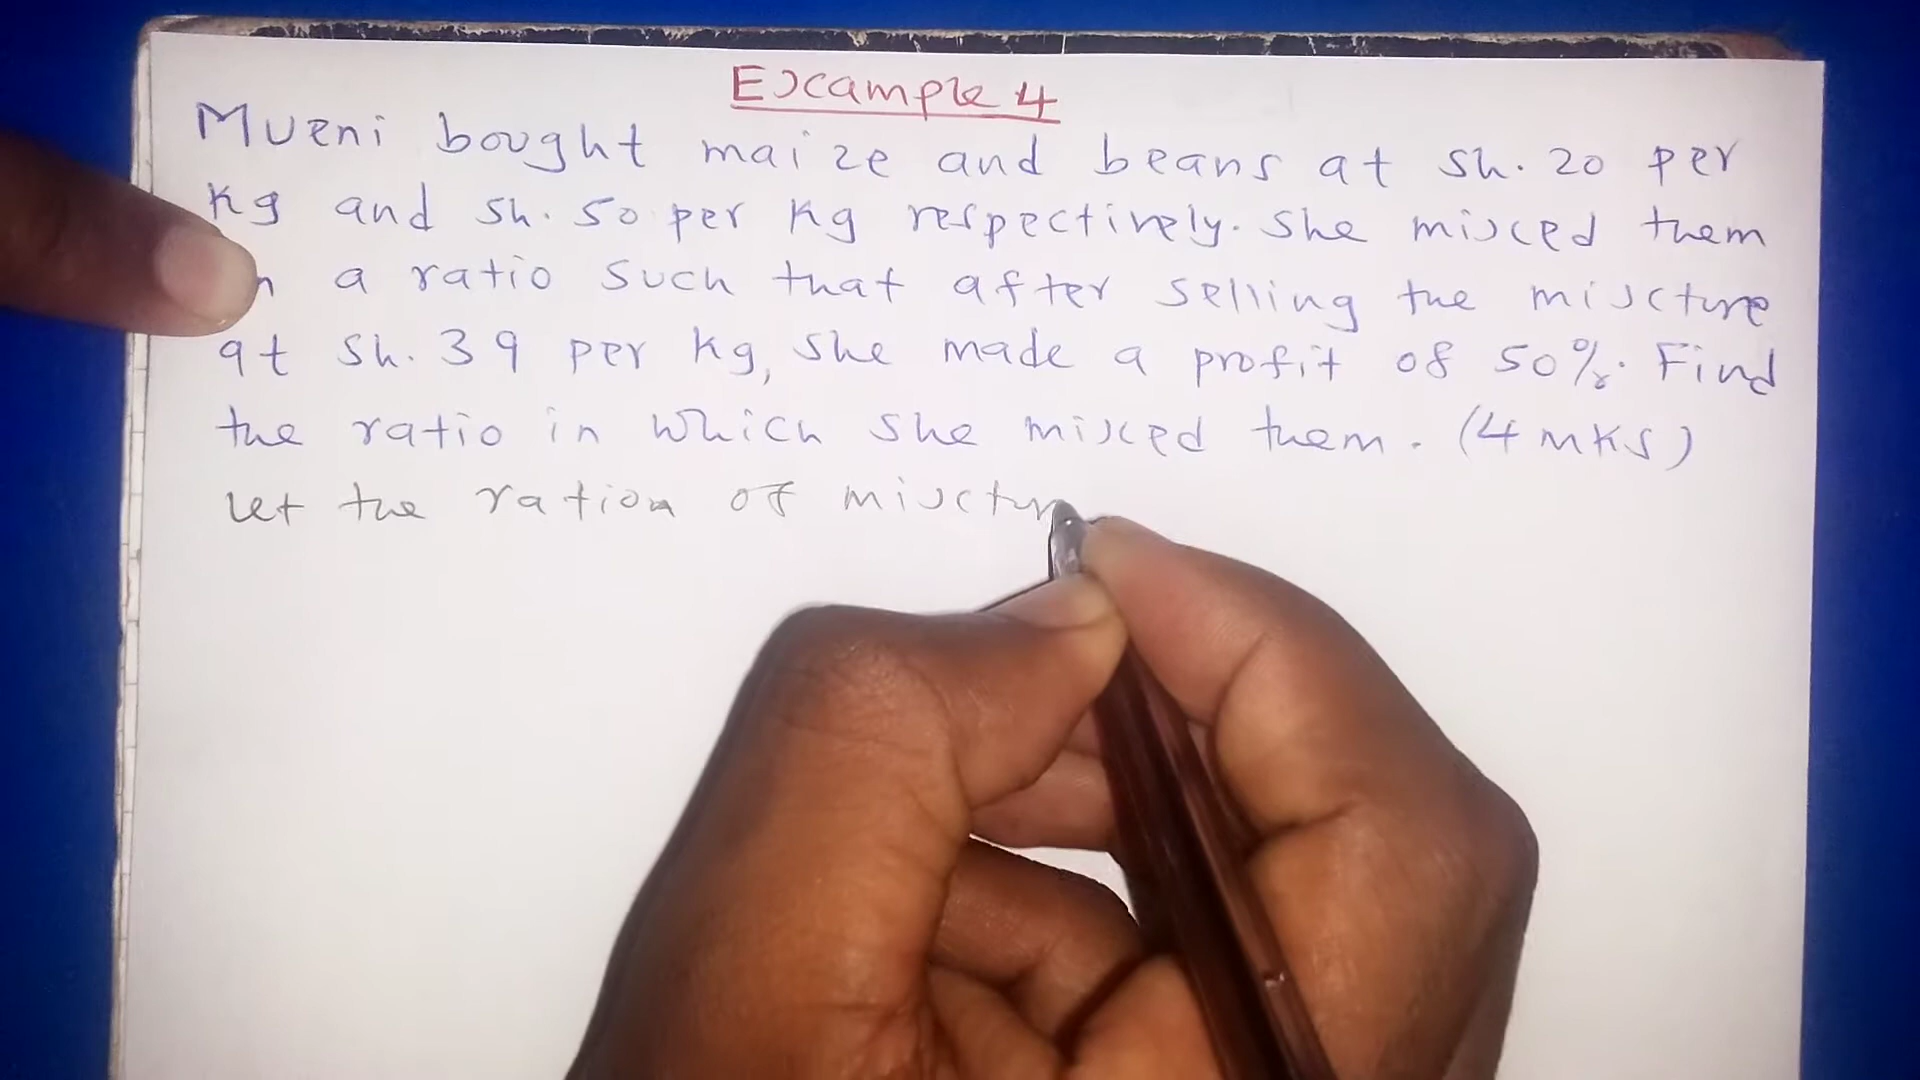 Example 4
Mueni bought maize and beans at sh. 20 per
kg and sh. 50 per kg respectively. She mixed them
a ratio such that after selling the mixture
at sh. 39 per kg, she made a profit of 50%. Find
the ratio in which she mixed them. (4 mks)
Let the ration of mixtur